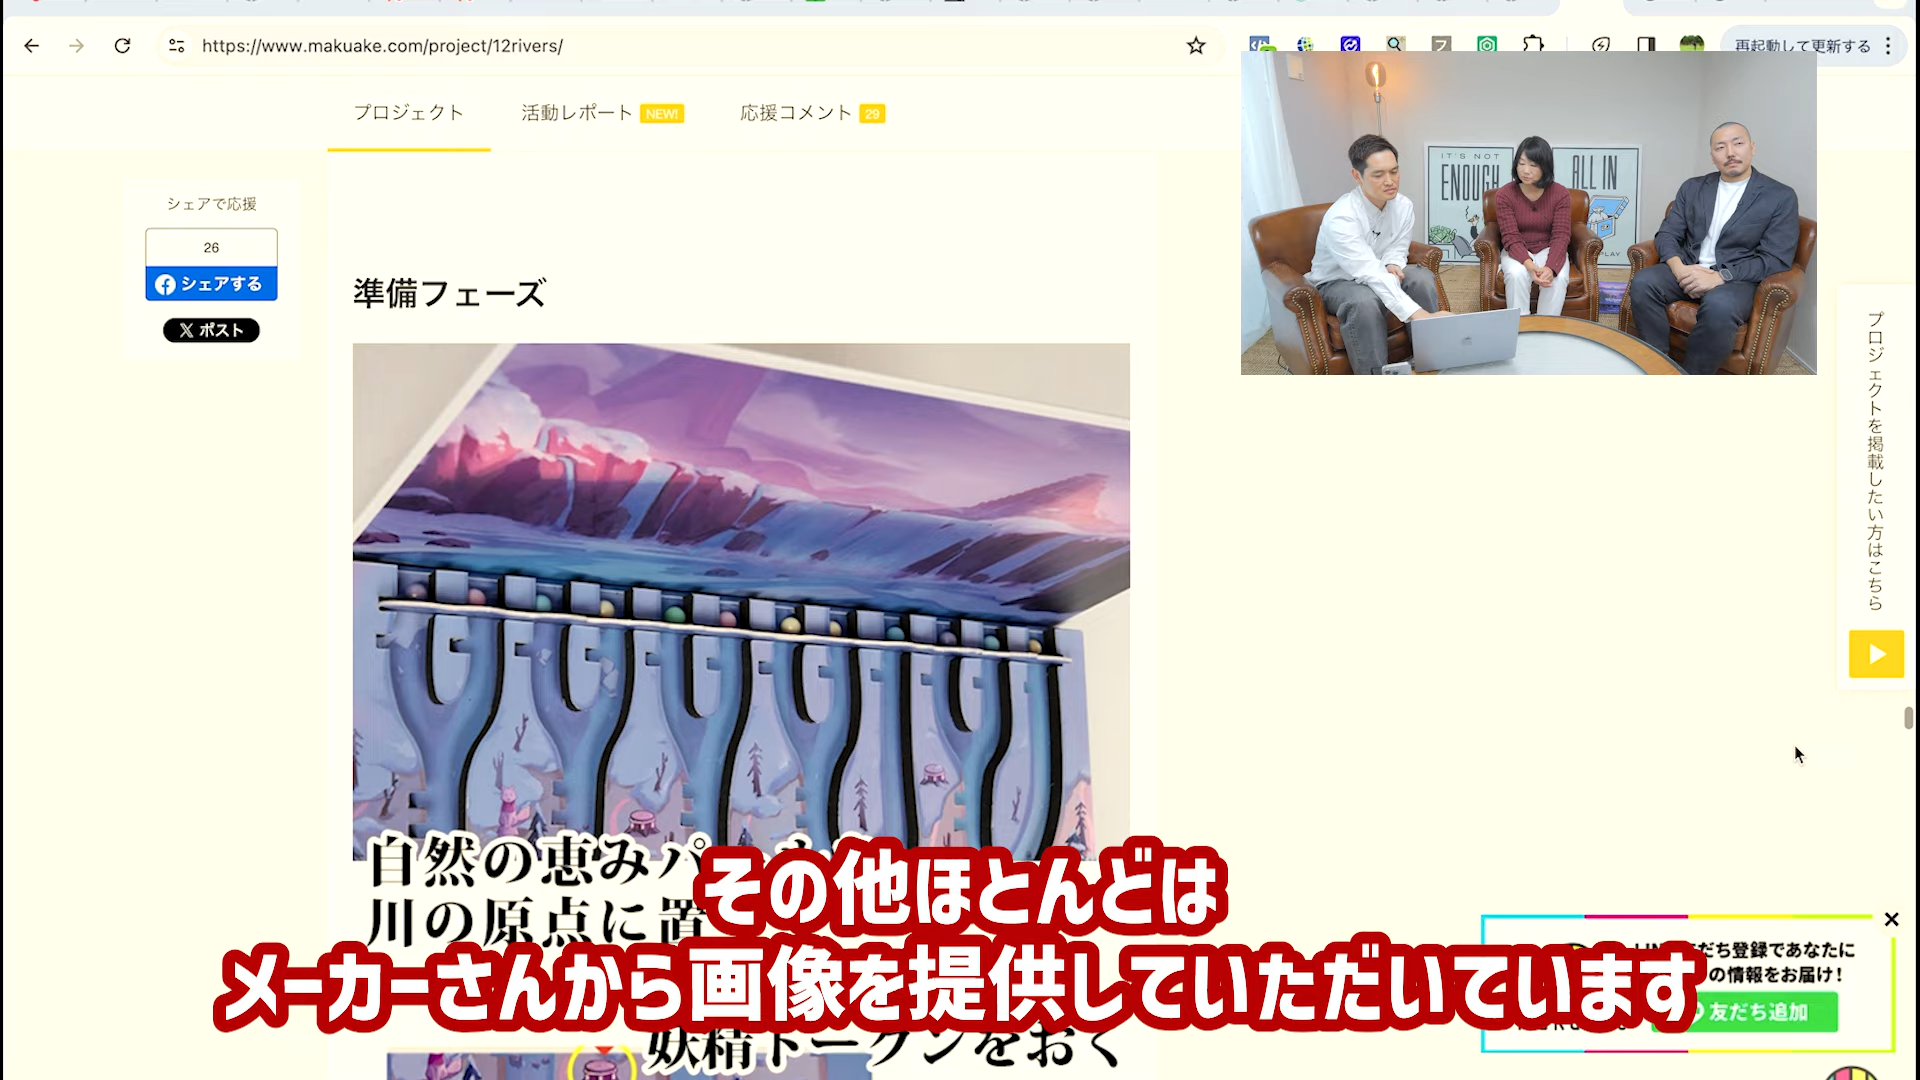 https://www.makuake.com/project/12rivers/
再起動して更新する
プロジェクト
活動レポート NEW!
応援コメント 29
シェアで応援
26
シェアする
ポスト
準備フェーズ
IT'S NOT
ENOUGH
ALL IN
PLAY
プロジェクトを掲載したい方はこちら
自然の恵みパ
川の原点に置
その他ほとんどは
メーカーさんから画像を提供していただいています
だち登録であなたに
の情報をお届け!
友だち追加
妖精トークンをおく